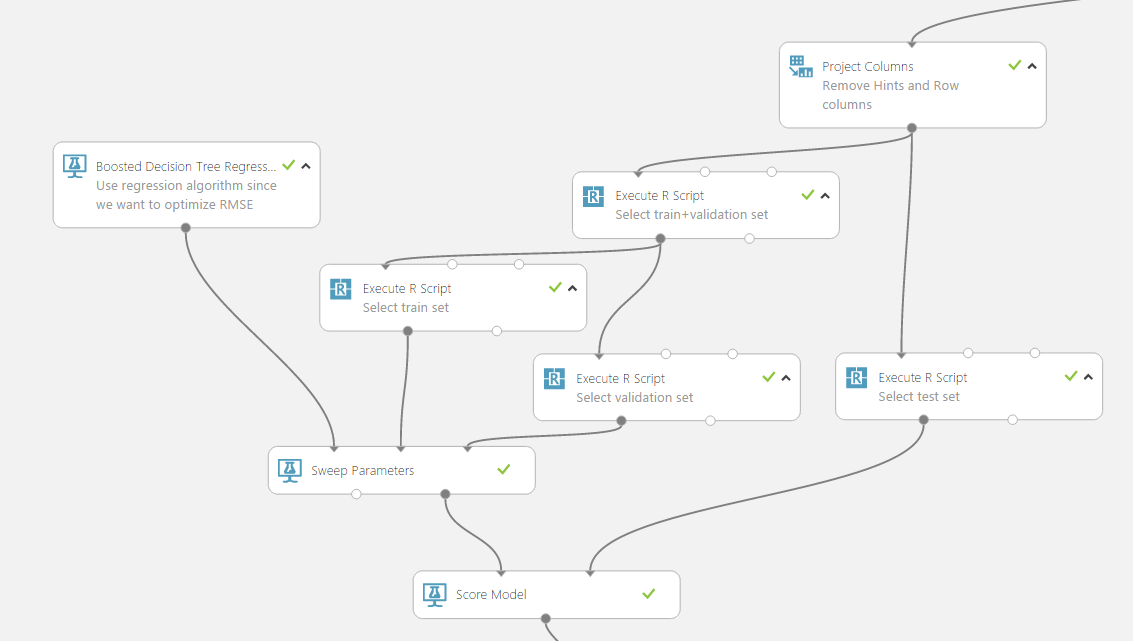 Project Columns
Remove Hints and Row
columns
Boosted Decision Tree Regress...
Use regression algorithm since
we want to optimize RMSE
R
Execute R Script
Select train+validation set
R
Execute R Script
Select train set
R
Execute R Script
Select validation set
R
Execute R Script
Select test set
Sweep Parameters
Score Model